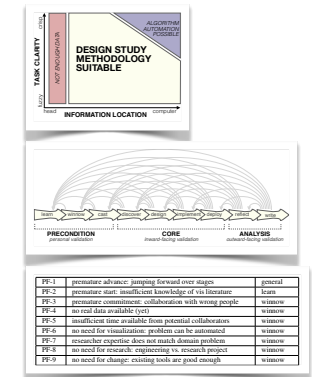 crisp
TASK CLARITY
fuzzy
NOT ENOUGH DATA
DESIGN STUDY
METHODOLOGY
SUITABLE
ALGORITHM
AUTOMATION
POSSIBLE
head
INFORMATION LOCATION
computer
learn winnow cast discover design implement deploy reflect write
PRECONDITION CORE ANALYSIS
personal validation inward-facing validation outward-facing validation
PF-1 premature advance: jumping forward over stages general
PF-2 premature start: insufficient knowledge of vis literature learn
PF-3 premature commitment: collaboration with wrong people winnow
PF-4 no real data available (yet) winnow
PF-5 insufficient time available from potential collaborators winnow
PF-6 no need for visualization: problem can be automated winnow
PF-7 researcher expertise does not match domain problem winnow
PF-8 no need for research: engineering vs. research project winnow
PF-9 no need for change: existing tools are good enough winnow